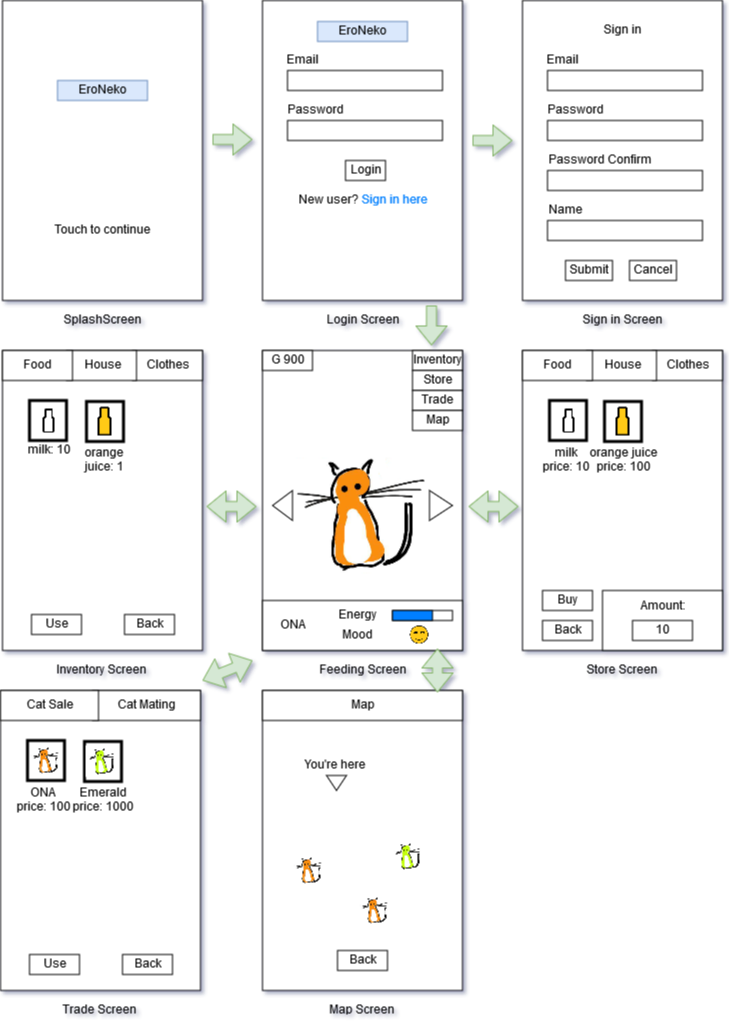 EroNeko
Touch to continue
SplashScreen
EroNeko
Email
Password
Login
New user? Sign in here
Login Screen
Sign in
Email
Password
Password Confirm
Name
Submit
Cancel
Sign in Screen
Food
House
Clothes
milk: 10
orange
juice: 1
Use
Back
Inventory Screen
G 900
Inventory
Store
Trade
Map
ONA
Energy
Mood
Feeding Screen
Food
House
Clothes
milk
price: 10
orange juice
price: 100
Buy
Back
Amount:
10
Store Screen
Cat Sale
Cat Mating
ONA
price: 100
Emerald
price: 1000
Use
Back
Trade Screen
Map
You're here
Back
Map Screen